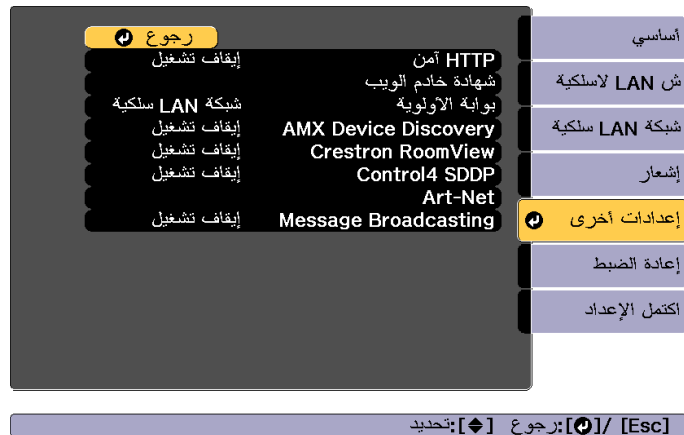 أساسي
ش LAN لاسلكية
شبكة LAN سلكية
إشعار
إعدادات أخرى
إعادة الضبط
اكتمل الإعداد
رجوع
HTTP آمن إيقاف تشغيل
شهادة خادم الويب
بوابة الأولوية شبكة LAN سلكية
AMX Device Discovery إيقاف تشغيل
Crestron RoomView إيقاف تشغيل
Control4 SDDP إيقاف تشغيل
Art-Net
Message Broadcasting إيقاف تشغيل
[Esc] /[⏎]:رجوع [⬍]:تحديد